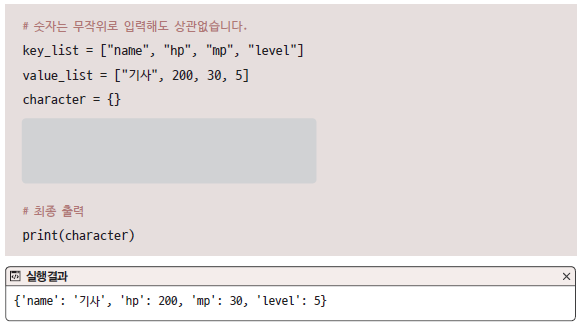 # 숫자는 무작위로 입력해도 상관없습니다.
key_list = ["name", "hp", "mp", "level"]
value_list = ["기사", 200, 30, 5]
character = {}
# 최종 출력
print(character)
실행결과
{'name': '기사', 'hp': 200, 'mp': 30, 'level': 5}